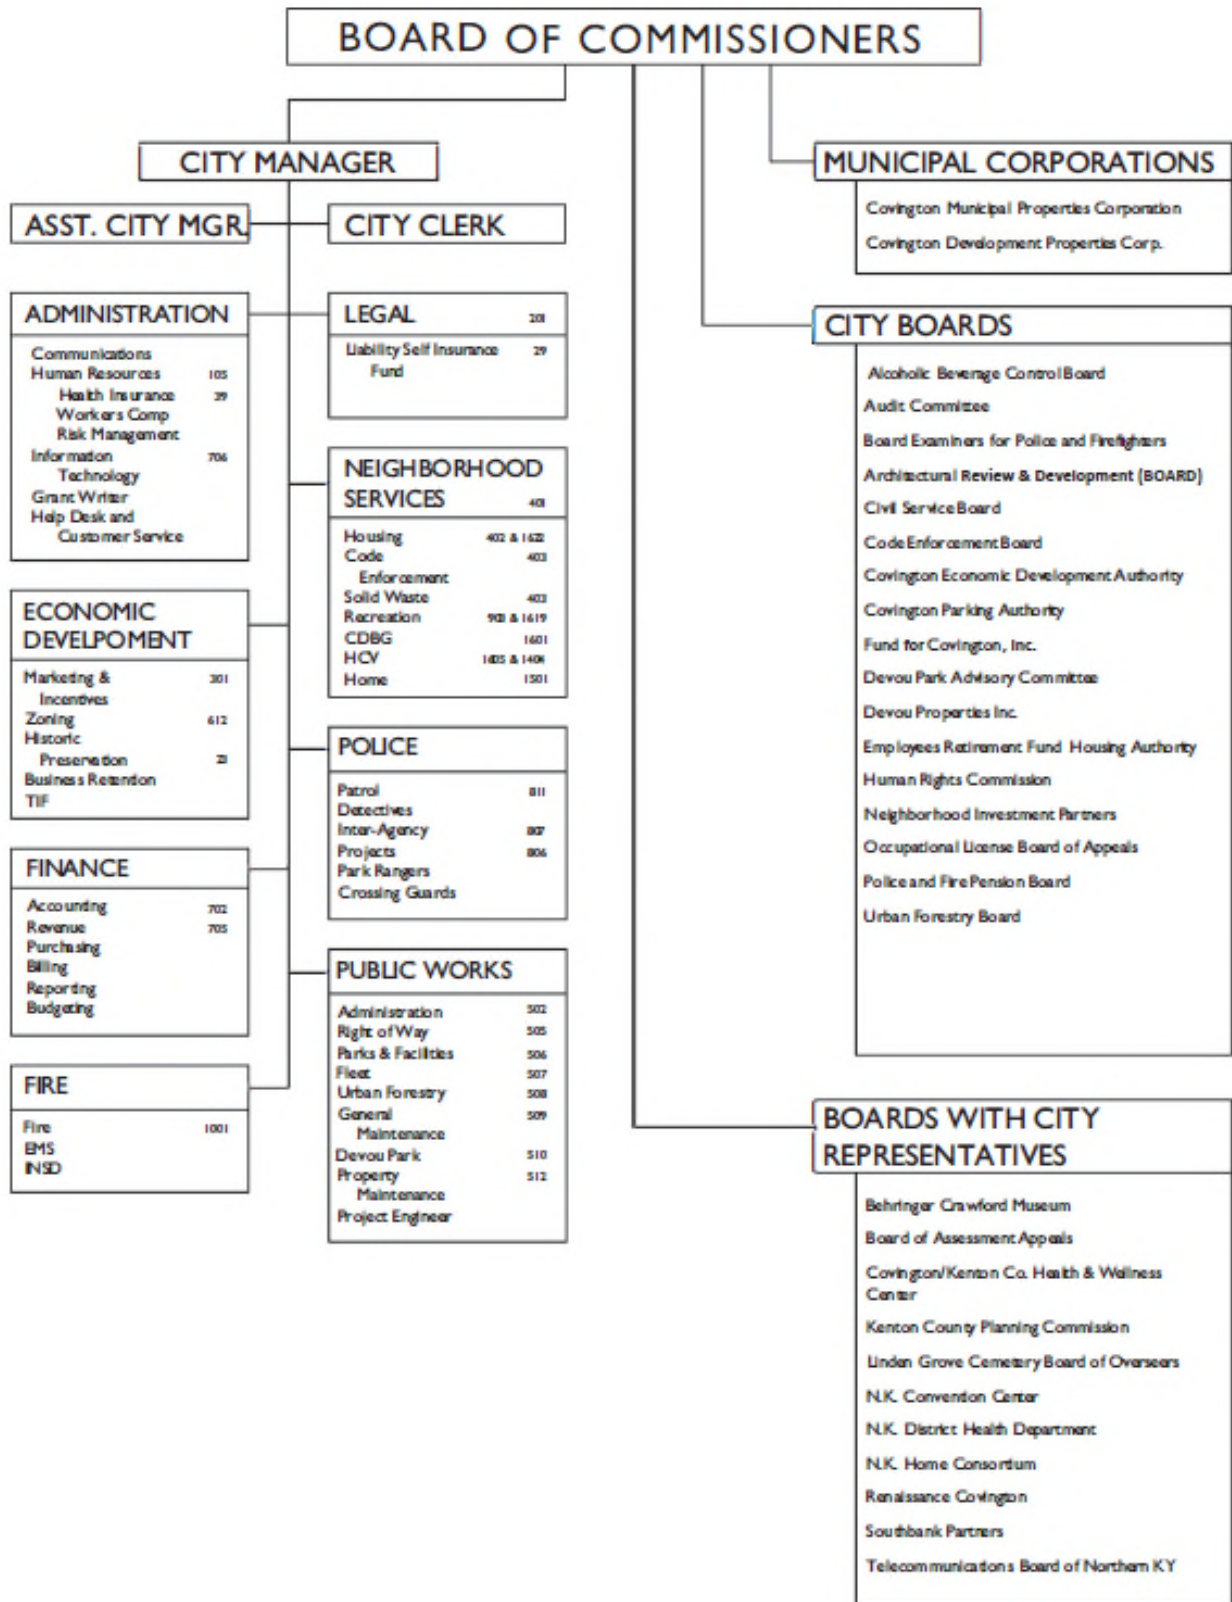 BOARD OF COMMISSIONERS
CITY MANAGER
ASST. CITY MGR.
CITY CLERK
ADMINISTRATION
Communications
Human Resources 105
Health Insurance 39
Workers Comp
Risk Management
Information 706
Technology
Grant Writer
Help Desk and
Customer Service
LEGAL 201
Liability Self Insurance 29
Fund
NEIGHBORHOOD
SERVICES 401
Housing 402 & 1622
Code 403
Enforcement
Solid Waste 403
Recreation & 1619
CDBG 1601
HCV
Home 1501
ECONOMIC
DEVELPOMENT
Marketing & 301
Incentives
Zoning 612
Historic
Preservation 23
Business Retention
TIF
POLICE
Patrol 811
Detectives
Inter-Agency 807
Projects 806
Park Rangers
Crossing Guards
FINANCE
Accounting 702
Revenue 705
Purchasing
Billing
Reporting
Budgeting
PUBLIC WORKS
Administration 502
Right of Way 505
Parks & Facilities 506
Fleet 507
Urban Forestry 508
General 509
Maintenance
Devou Park 510
Property 512
Maintenance
Project Engineer
FIRE
Fire 1001
EMS
INSD
MUNICIPAL CORPORATIONS
Covington Municipal Properties Corporation
Covington Development Properties Corp.
CITY BOARDS
Alcoholic Beverage Control Board
Audit Committee
Board Examiners for Police and Firefighters
Architectural Review & Development (BOARD)
Civil Service Board
Code Enforcement Board
Covington Economic Development Authority
Covington Parking Authority
Fund for Covington, Inc.
Devou Park Advisory Committee
Devou Properties Inc.
Employees Retirement Fund Housing Authority
Human Rights Commission
Neighborhood Investment Partners
Occupational License Board of Appeals
Police and Fire Pension Board
Urban Forestry Board
BOARDS WITH CITY
REPRESENTATIVES
Behringer Crawford Museum
Board of Assessment Appeals
Covington/Kenton Co. Health & Wellness
Center
Kenton County Planning Commission
Linden Grove Cemetery Board of Overseers
N.K. Convention Center
N.K. District Health Department
N.K. Home Consortium
Renaissance Covington
Southbank Partners
Telecommunications Board of Northern KY